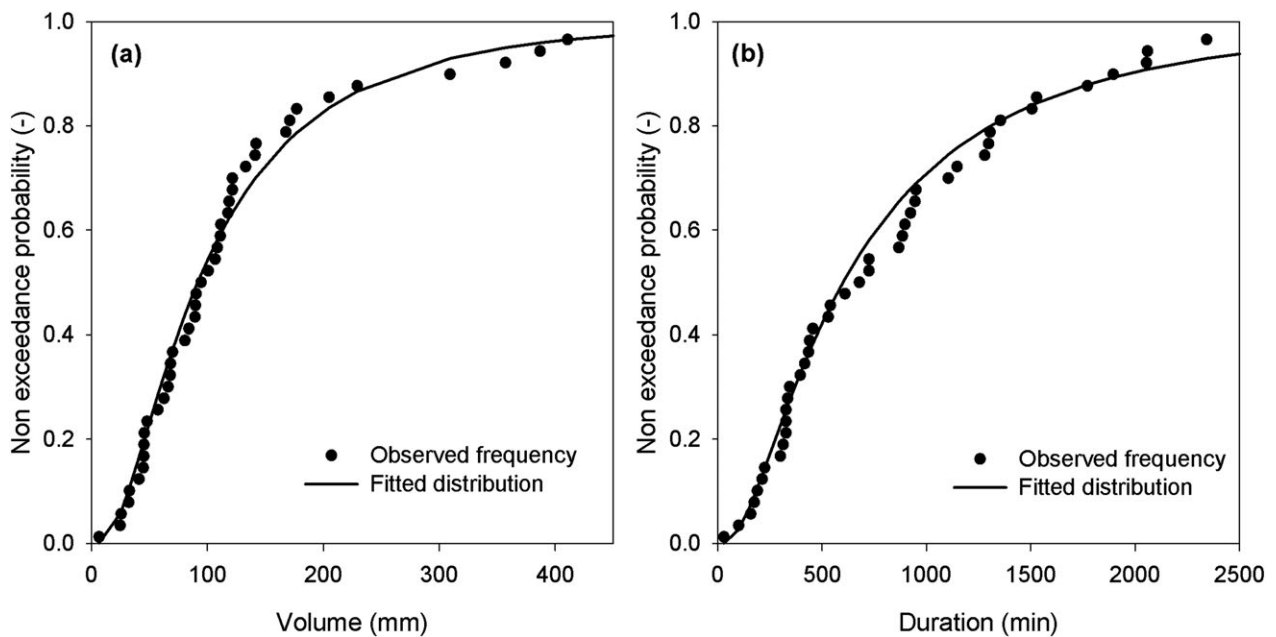 (a)
Non exceedance probability (-)
1.0
0.8
0.6
0.4
0.2
0.0
Observed frequency
Fitted distribution
0 100 200 300 400
Volume (mm)
(b)
Non exceedance probability (-)
1.0
0.8
0.6
0.4
0.2
0.0
Observed frequency
Fitted distribution
0 500 1000 1500 2000 2500
Duration (min)